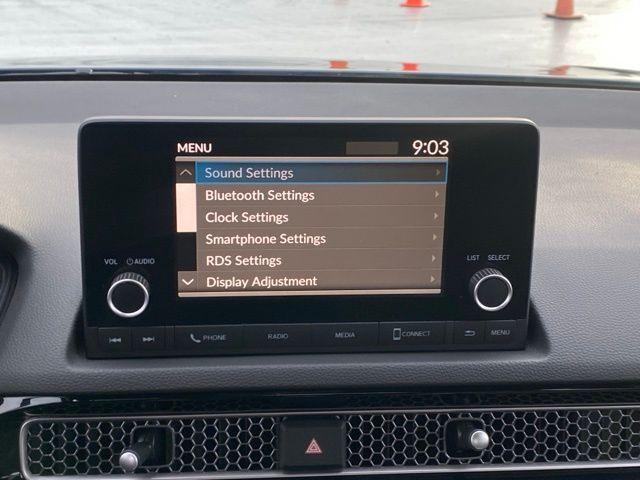 MENU 9:03
Sound Settings
Bluetooth Settings
Clock Settings
Smartphone Settings
RDS Settings
Display Adjustment
VOL AUDIO
LIST SELECT
PHONE RADIO MEDIA CONNECT MENU